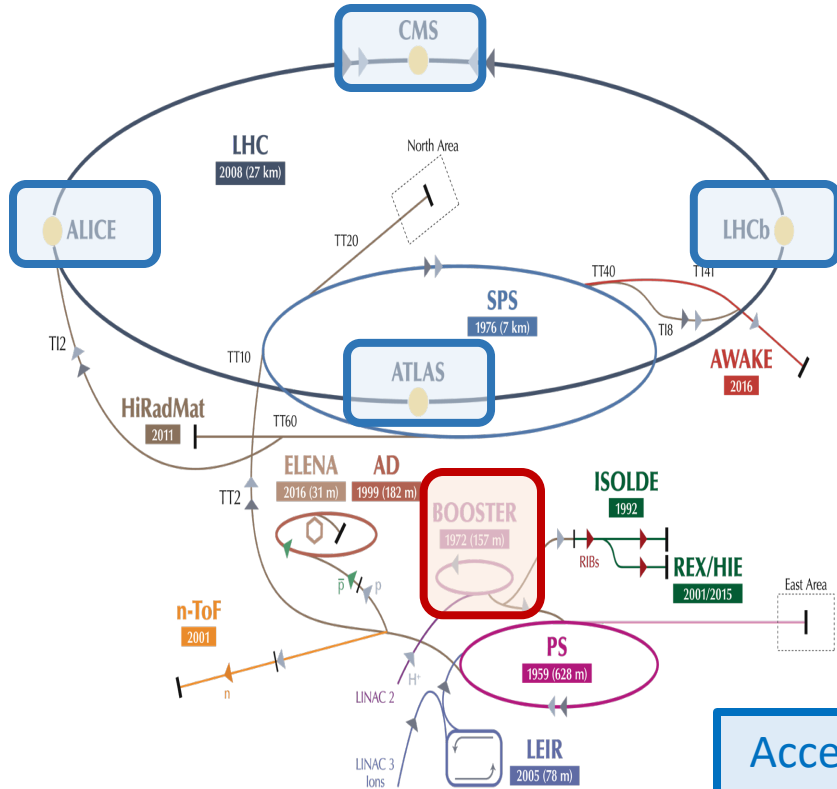 CMS
LHC
2008 (27 km)
North Area
ALICE
LHCb
TT20
TT40
TT41
SPS
1976 (7 km)
TI2
TT10
TI8
AWAKE
2016
ATLAS
HiRadMat
2011
TT60
ELENA
2016 (31 m)
AD
1999 (182 m)
TT2
BOOSTER
1972 (157 m)
ISOLDE
1992
RIBs
REX/HIE
2001/2015
p̅
p
East Area
n-ToF
2001
n
PS
1959 (628 m)
H⁺
LINAC 2
LEIR
2005 (78 m)
LINAC 3
Ions
Acce